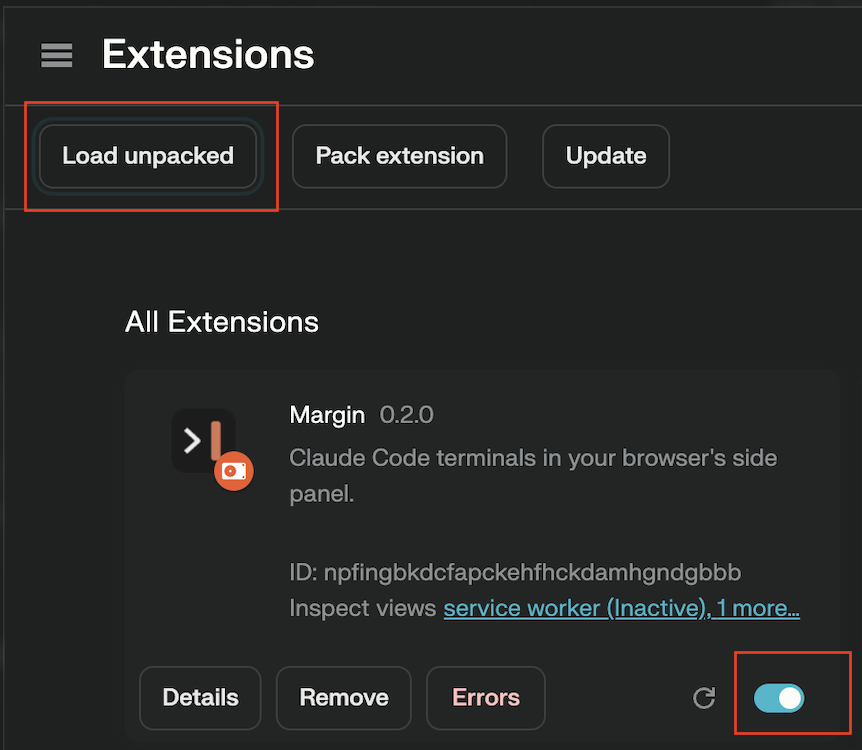 Extensions
Load unpacked
Pack extension
Update
All Extensions
Margin 0.2.0
Claude Code terminals in your browser's side
panel.
ID: npfingbkdcfapckehfhckdamhgndgbbb
Inspect views service worker (Inactive), 1 more...
Details
Remove
Errors